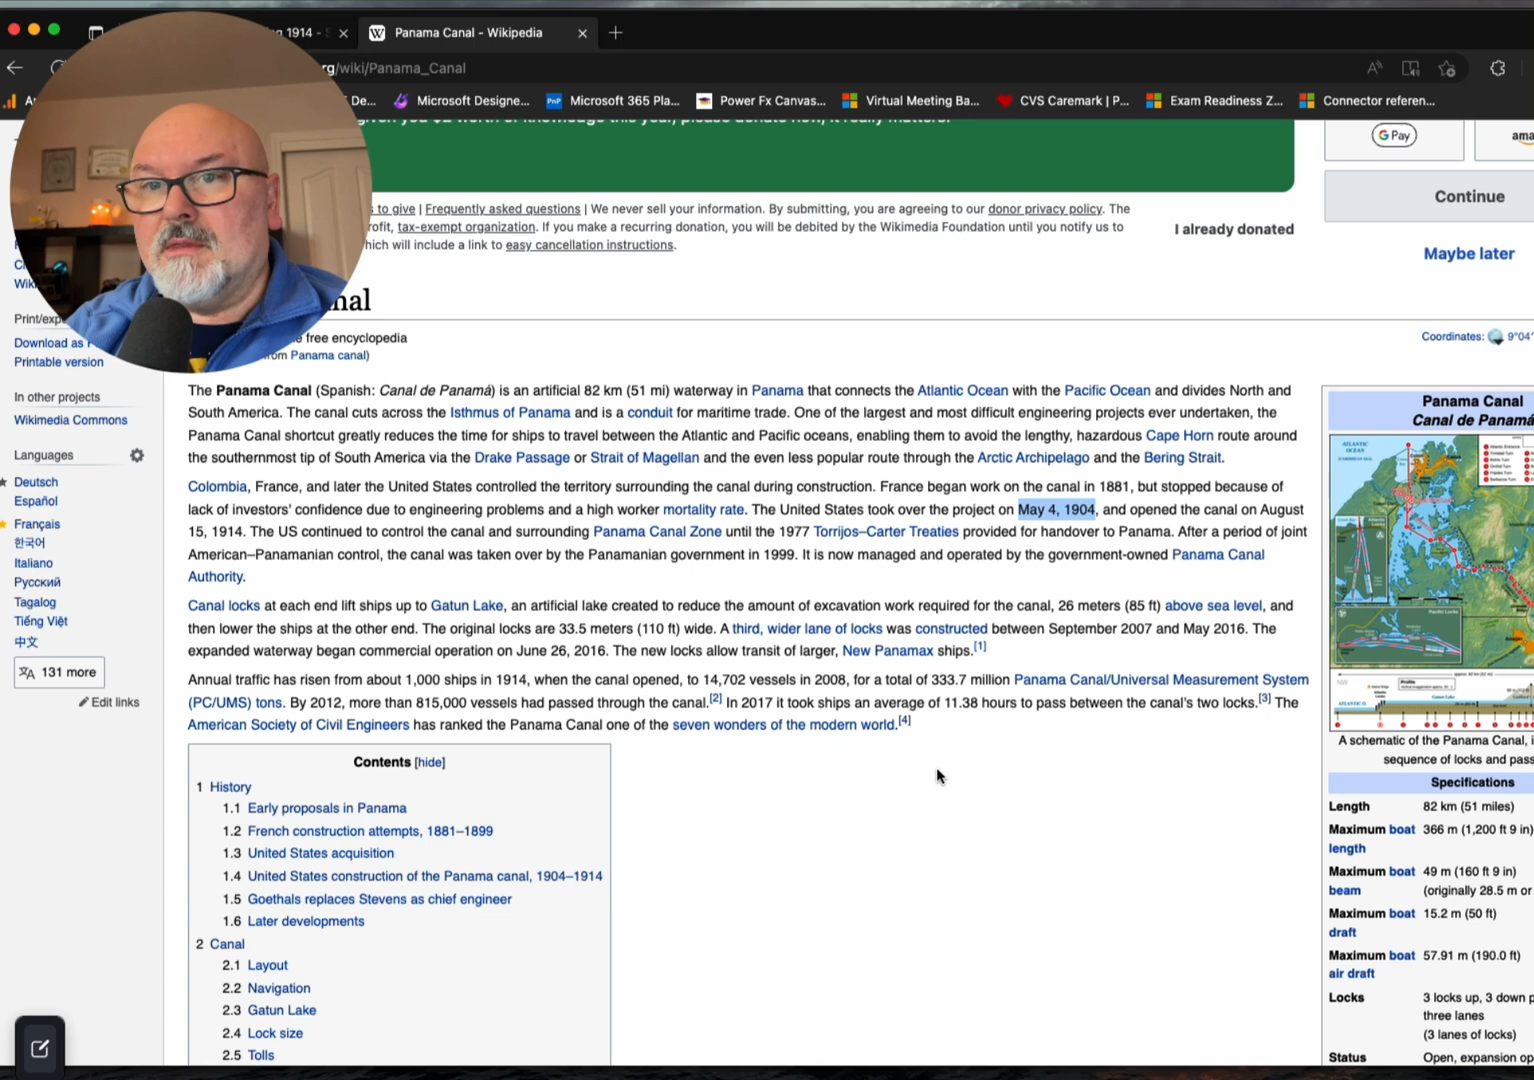 1914 -
Panama Canal - Wikipedia
rg/wiki/Panama_Canal
De...
Microsoft Designe...
PnP
Microsoft 365 Pla...
Power Fx Canvas...
Virtual Meeting Ba...
CVS Caremark | P...
Exam Readiness Z...
Connector referen...
G Pay
ama
Continue
Maybe later
s to give | Frequently asked questions | We never sell your information. By submitting, you are agreeing to our donor privacy policy. The
rofit, tax-exempt organization. If you make a recurring donation, you will be debited by the Wikimedia Foundation until you notify us to
hich will include a link to easy cancellation instructions.
I already donated
nal
e free encyclopedia
om Panama canal)
Coordinates: 9°04'
Wiki
Print/exp
Download as
Printable version
In other projects
Wikimedia Commons
Languages
Deutsch
Español
Français
한국어
Italiano
Русский
Tagalog
Tiếng Việt
中文
131 more
Edit links
The Panama Canal (Spanish: Canal de Panamá) is an artificial 82 km (51 mi) waterway in Panama that connects the Atlantic Ocean with the Pacific Ocean and divides North and
South America. The canal cuts across the Isthmus of Panama and is a conduit for maritime trade. One of the largest and most difficult engineering projects ever undertaken, the
Panama Canal shortcut greatly reduces the time for ships to travel between the Atlantic and Pacific oceans, enabling them to avoid the lengthy, hazardous Cape Horn route around
the southernmost tip of South America via the Drake Passage or Strait of Magellan and the even less popular route through the Arctic Archipelago and the Bering Strait.
Colombia, France, and later the United States controlled the territory surrounding the canal during construction. France began work on the canal in 1881, but stopped because of
lack of investors' confidence due to engineering problems and a high worker mortality rate. The United States took over the project on May 4, 1904, and opened the canal on August
15, 1914. The US continued to control the canal and surrounding Panama Canal Zone until the 1977 Torrijos–Carter Treaties provided for handover to Panama. After a period of joint
American–Panamanian control, the canal was taken over by the Panamanian government in 1999. It is now managed and operated by the government-owned Panama Canal
Authority.
Canal locks at each end lift ships up to Gatun Lake, an artificial lake created to reduce the amount of excavation work required for the canal, 26 meters (85 ft) above sea level, and
then lower the ships at the other end. The original locks are 33.5 meters (110 ft) wide. A third, wider lane of locks was constructed between September 2007 and May 2016. The
expanded waterway began commercial operation on June 26, 2016. The new locks allow transit of larger, New Panamax ships.[1]
Annual traffic has risen from about 1,000 ships in 1914, when the canal opened, to 14,702 vessels in 2008, for a total of 333.7 million Panama Canal/Universal Measurement System
(PC/UMS) tons. By 2012, more than 815,000 vessels had passed through the canal.[2] In 2017 it took ships an average of 11.38 hours to pass between the canal's two locks.[3] The
American Society of Civil Engineers has ranked the Panama Canal one of the seven wonders of the modern world.[4]
Contents [hide]
1 History
1.1 Early proposals in Panama
1.2 French construction attempts, 1881–1899
1.3 United States acquisition
1.4 United States construction of the Panama canal, 1904–1914
1.5 Goethals replaces Stevens as chief engineer
1.6 Later developments
2 Canal
2.1 Layout
2.2 Navigation
2.3 Gatun Lake
2.4 Lock size
2.5 Tolls
Panama Canal
Canal de Panamá
ATLANTIC
OCEAN
A schematic of the Panama Canal, i
sequence of locks and pass
Specifications
Length 82 km (51 miles)
Maximum boat 366 m (1,200 ft 9 in)
length
Maximum boat 49 m (160 ft 9 in)
beam (originally 28.5 m or
Maximum boat 15.2 m (50 ft)
draft
Maximum boat 57.91 m (190.0 ft)
air draft
Locks 3 locks up, 3 down p
three lanes
(3 lanes of locks)
Status Open, expansion op